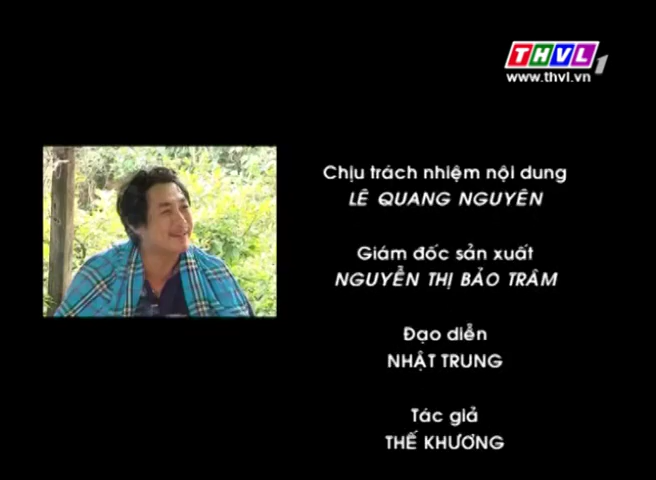 THVL1
www.thvl.vn
Chịu trách nhiệm nội dung
LÊ QUANG NGUYÊN
Giám đốc sản xuất
NGUYỄN THỊ BẢO TRÂM
Đạo diễn
NHẬT TRUNG
Tác giả
THẾ KHƯƠNG